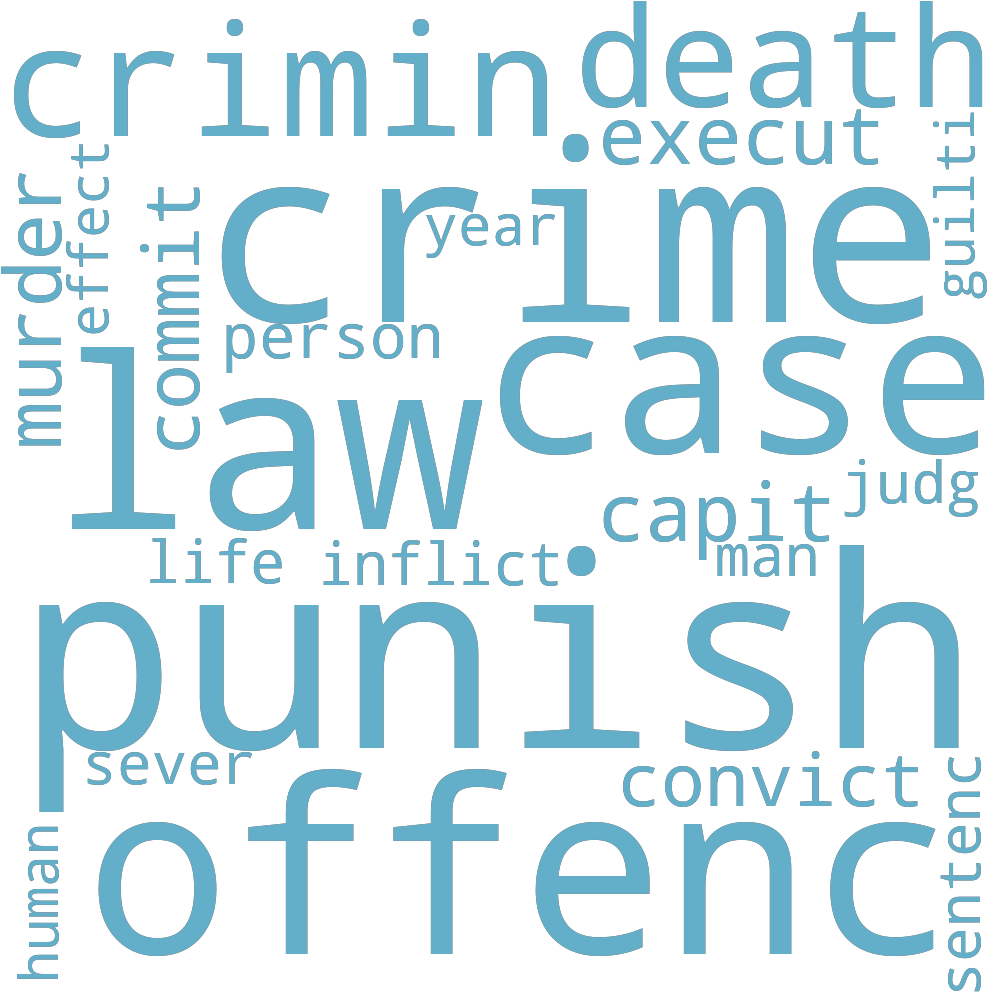 crimin
death
execut
guilti
effect
murder
commit
crime
year
person
case
law
judg
capit
man
life
inflict
punish
sever
convict
sentenc
offenc
human